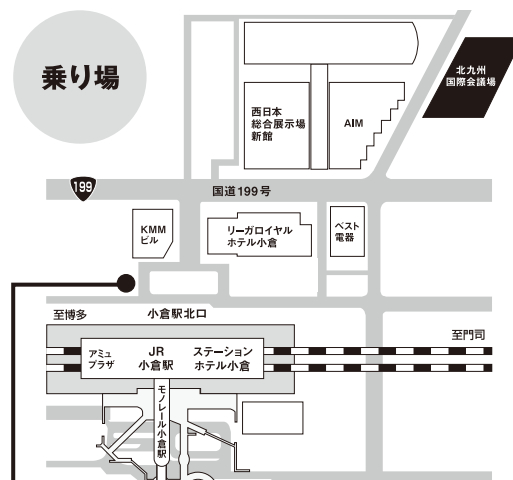 乗り場
北九州
国際会議場
西日本
総合展示場
新館
AIM
199
国道199号
KMM
ビル
リーガロイヤル
ホテル小倉
ベスト
電器
至博多
小倉駅北口
至門司
アミュ
プラザ
JR
小倉駅
ステーション
ホテル小倉
モノレール小倉駅